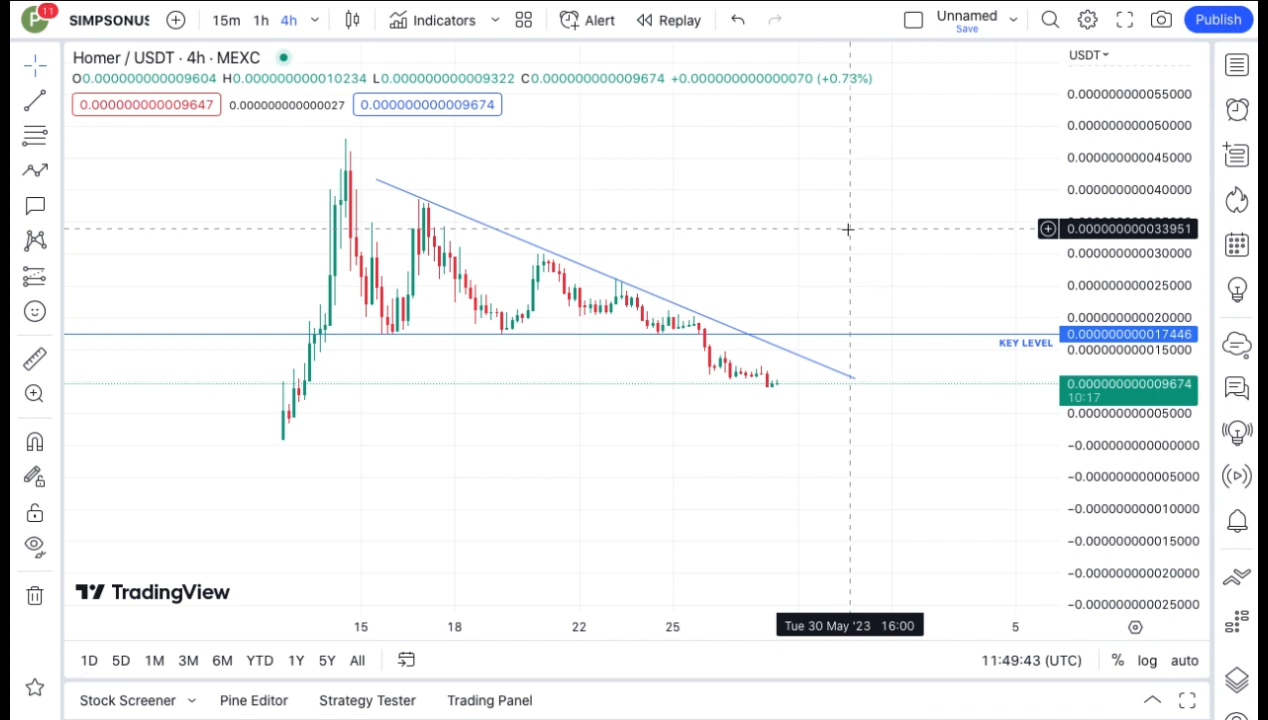 P 11 SIMPSONUS 15m 1h 4h Indicators Alert Replay Unnamed Save Publish
Homer / USDT · 4h · MEXC
USDT
O0.000000000009604 H0.000000000010234 L0.000000000009322 C0.000000000009674 +0.000000000000070 (+0.73%)
0.000000000009647 0.000000000000027 0.000000000009674
0.000000000055000
0.000000000050000
0.000000000045000
0.000000000040000
0.000000000033951
0.000000000030000
0.000000000025000
0.000000000020000
0.000000000017446
KEY LEVEL
0.000000000015000
0.000000000009674
10:17
0.000000000005000
−0.000000000000000
−0.000000000005000
−0.000000000010000
−0.000000000015000
−0.000000000020000
−0.000000000025000
TradingView
15 18 22 25 Tue 30 May '23 16:00 5
1D 5D 1M 3M 6M YTD 1Y 5Y All 11:49:43 (UTC) % log auto
Stock Screener Pine Editor Strategy Tester Trading Panel